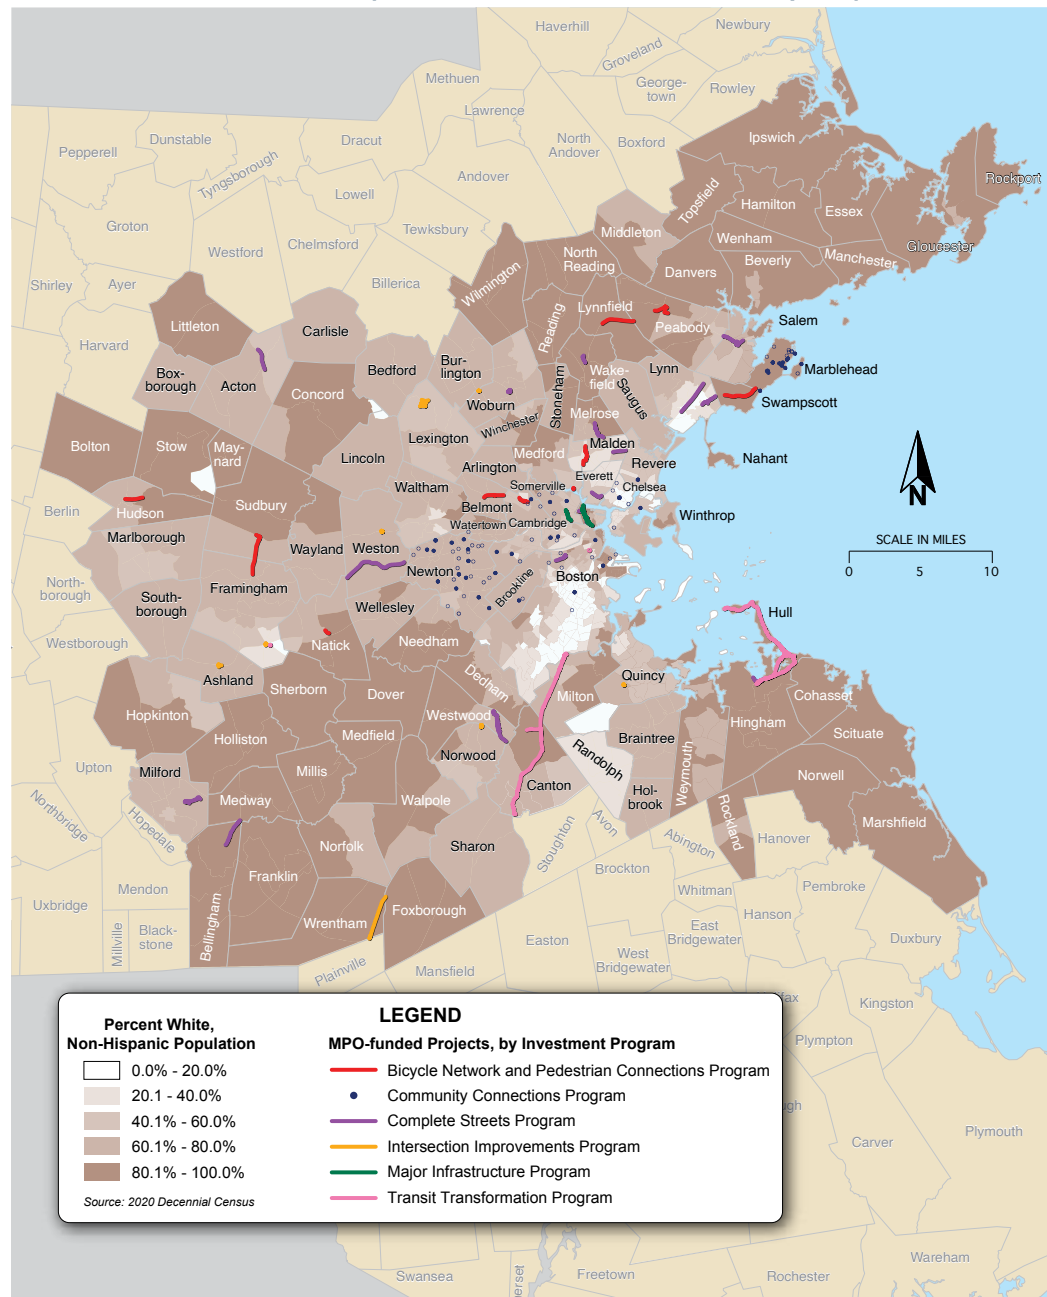 Haverhill
Newbury
Groveland
Methuen
George-
town
Rowley
Lawrence
Dunstable
Dracut
North
Andover
Boxford
Ipswich
Pepperell
Tyngsborough
Andover
Rockport
Lowell
Topsfield
Hamilton
Essex
Groton
Tewksbury
Middleton
Wenham
Gloucester
Westford
Chelmsford
North
Reading
Beverly
Manchester
Shirley
Ayer
Billerica
Wilmington
Danvers
Littleton
Lynnfield
Salem
Harvard
Carlisle
Reading
Peabody
Box-
borough
Acton
Bedford
Bur-
lington
Wake-
field
Lynn
Marblehead
Concord
Woburn
Stoneham
Saugus
Swampscott
Winchester
Melrose
Bolton
Stow
May-
nard
Lexington
Malden
Lincoln
Medford
Arlington
Revere
Nahant
Everett
Waltham
Somerville
Chelsea
Sudbury
Belmont
Berlin
Hudson
Winthrop
Watertown
Cambridge
Marlborough
Wayland
Weston
Newton
Boston
Brookline
North-
borough
Framingham
South-
borough
Wellesley
Hull
Westborough
Natick
Needham
Ashland
Dedham
Quincy
Sherborn
Dover
Milton
Cohasset
Hopkinton
Westwood
Hingham
Holliston
Medfield
Braintree
Scituate
Norwood
Randolph
Upton
Milford
Millis
Canton
Hol-
brook
Weymouth
Norwell
Northbridge
Medway
Walpole
Rockland
Marshfield
Hopedale
Norfolk
Sharon
Stoughton
Avon
Abington
Hanover
Franklin
Brockton
Mendon
Whitman
Pembroke
Uxbridge
Millville
Black-
stone
Bellingham
Wrentham
Foxborough
Hanson
Easton
East
Bridgewater
Duxbury
West
Bridgewater
Plainville
Mansfield
Kingston
ax
Plympton
gh
Carver
Plymouth
Wareham
Swansea
erset
Freetown
Rochester
N
SCALE IN MILES
0 5 10
LEGEND
Percent White,
Non-Hispanic Population
0.0% - 20.0%
20.1 - 40.0%
40.1% - 60.0%
60.1% - 80.0%
80.1% - 100.0%
Source: 2020 Decennial Census
MPO-funded Projects, by Investment Program
Bicycle Network and Pedestrian Connections Program
Community Connections Program
Complete Streets Program
Intersection Improvements Program
Major Infrastructure Program
Transit Transformation Program